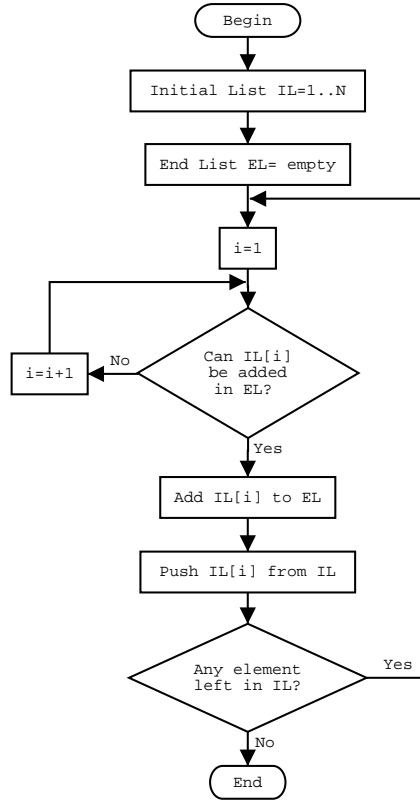 Begin
Initial List IL=1..N
End List EL= empty
i=1
Can IL[i]
be added
in EL?
No
i=i+1
Yes
Add IL[i] to EL
Push IL[i] from IL
Any element
left in IL?
Yes
No
End